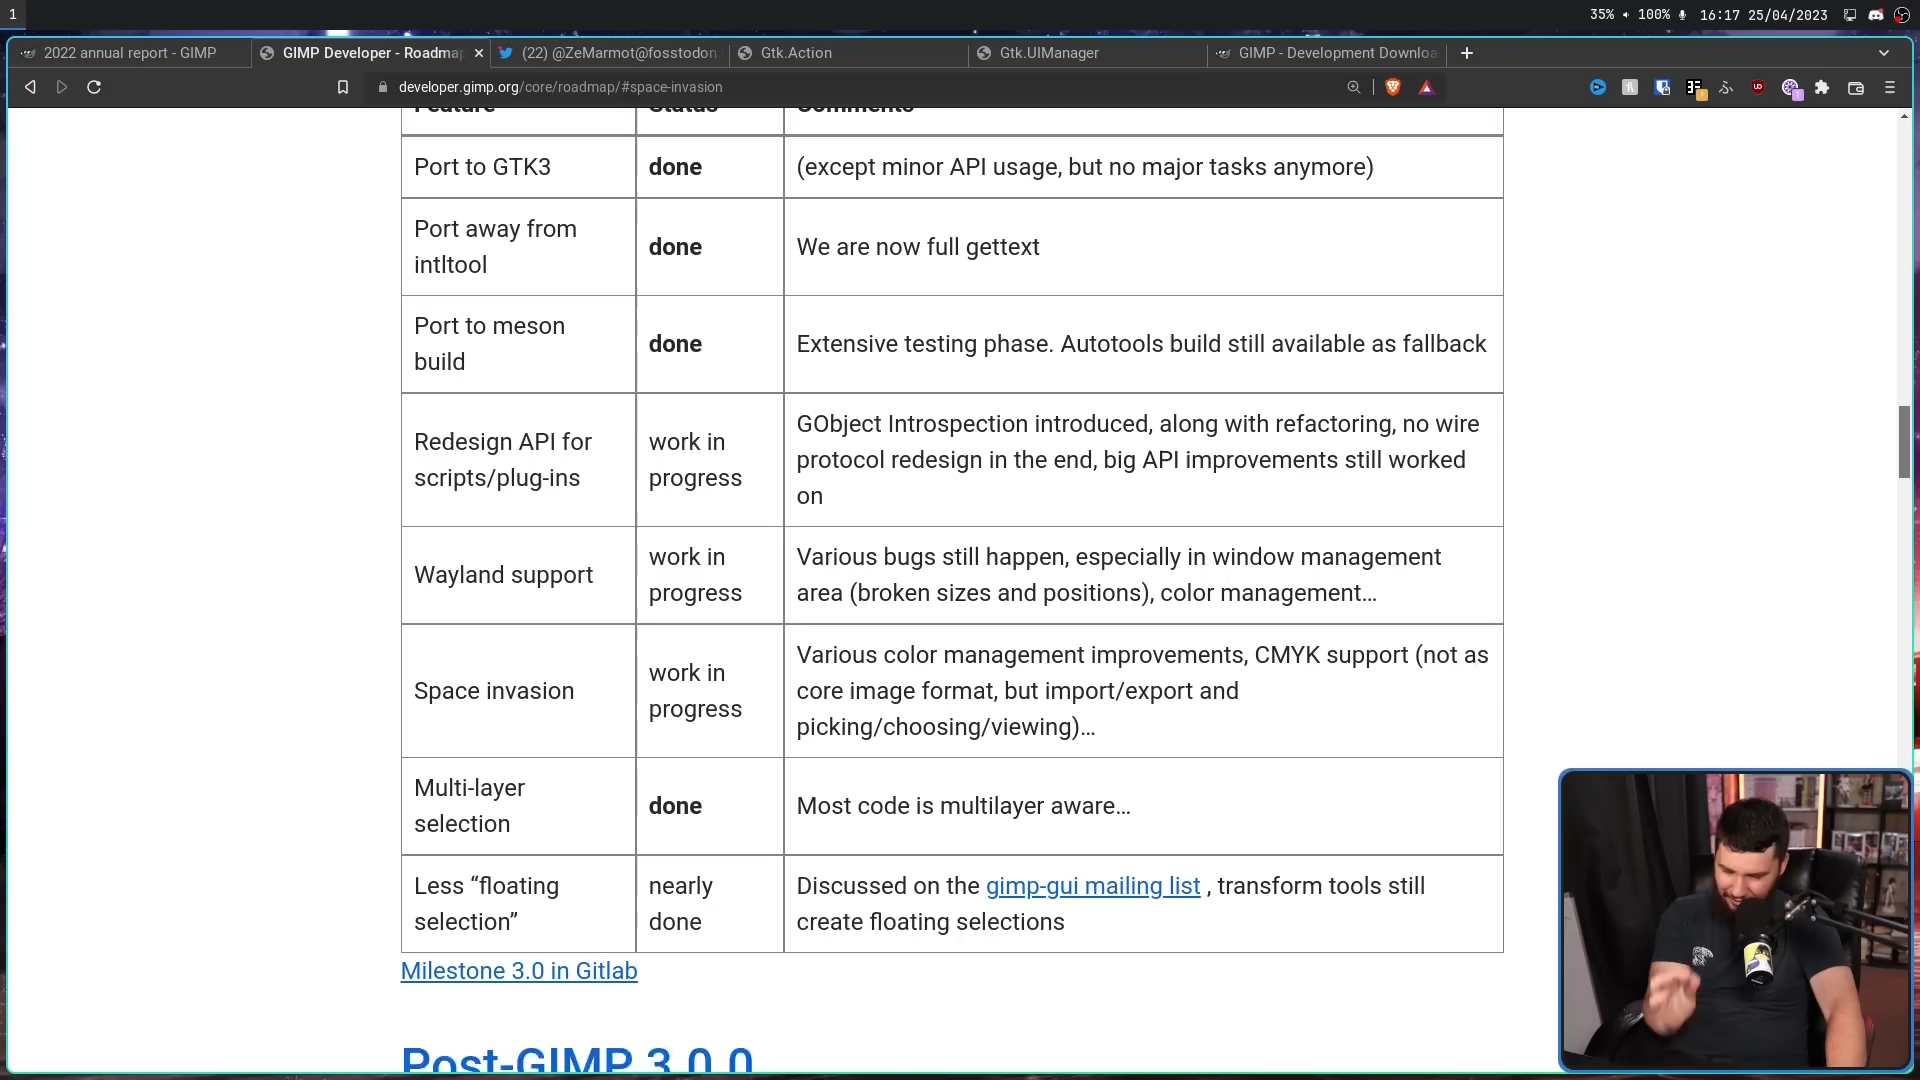 1
35% 100% 16:17 25/04/2023
2022 annual report - GIMP
GIMP Developer - Roadma
(22) @ZeMarmot@fosstodon.
Gtk.Action
Gtk.UIManager
GIMP - Development Downloa
developer.gimp.org/core/roadmap/#space-invasion
Feature Status Comments
Port to GTK3
done
(except minor API usage, but no major tasks anymore)
Port away from
intltool
done
We are now full gettext
Port to meson
build
done
Extensive testing phase. Autotools build still available as fallback
Redesign API for
scripts/plug-ins
work in
progress
GObject Introspection introduced, along with refactoring, no wire
protocol redesign in the end, big API improvements still worked
on
Wayland support
work in
progress
Various bugs still happen, especially in window management
area (broken sizes and positions), color management…
Space invasion
work in
progress
Various color management improvements, CMYK support (not as
core image format, but import/export and
picking/choosing/viewing)…
Multi-layer
selection
done
Most code is multilayer aware…
Less “floating
selection”
nearly
done
Discussed on the gimp-gui mailing list , transform tools still
create floating selections
Milestone 3.0 in Gitlab
Post-GIMP 3.0.0